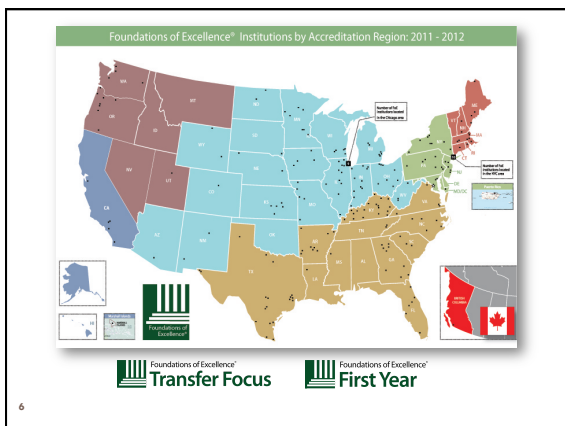 Foundations of Excellence® Institutions by Accreditation Region: 2011 - 2012
WA
MT
OR
ID
WY
NV
UT
CA
CO
AZ
NM
ND
SD
NE
KS
OK
MN
WI
MI
IA
MO
IL
IN
OH
WV
KY
VA
TN
NC
SC
AR
MS
AL
GA
LA
TX
FL
NY
PA
VT
ME
MA
RI
CT
NJ
DE
MD/DC
Number of FoE
Institutions located
in the Chicago area
Number of FoE
Institutions located
in the NYC area
Puerto Rico
HI
Marshall Islands
Foundations of
Excellence®
BRITISH
COLUMBIA
Foundations of Excellence®
Transfer Focus
Foundations of Excellence®
First Year
6